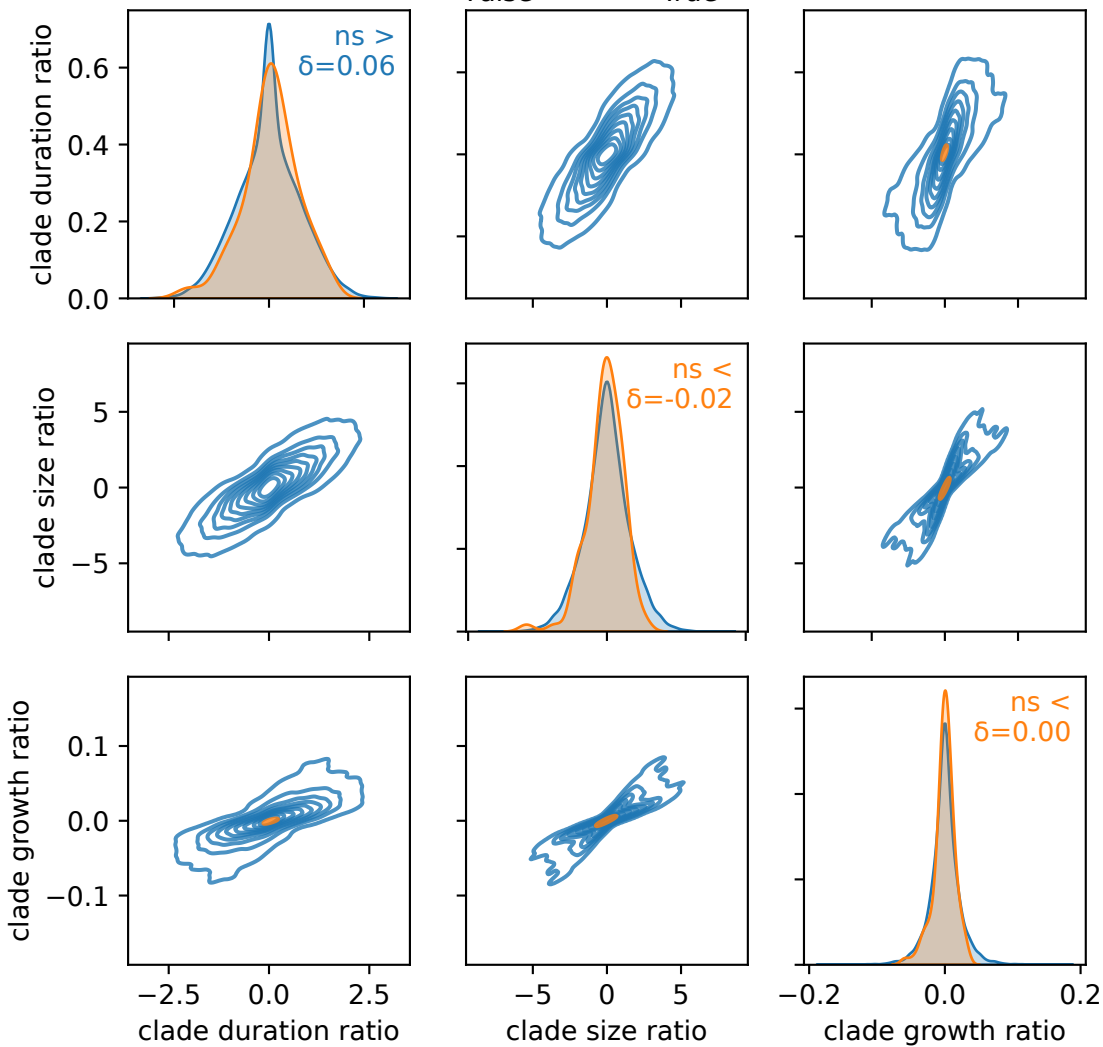 clade duration ratio
0.6
0.4
0.2
0.0
ns >
δ=0.06
clade size ratio
5
0
−5
ns <
δ=-0.02
−5
0
5
clade growth ratio
0.1
0.0
−0.1
ns <
δ=0.00
−2.5
0.0
2.5
clade duration ratio
−5
0
5
clade size ratio
−0.2
0.0
0.2
clade growth ratio